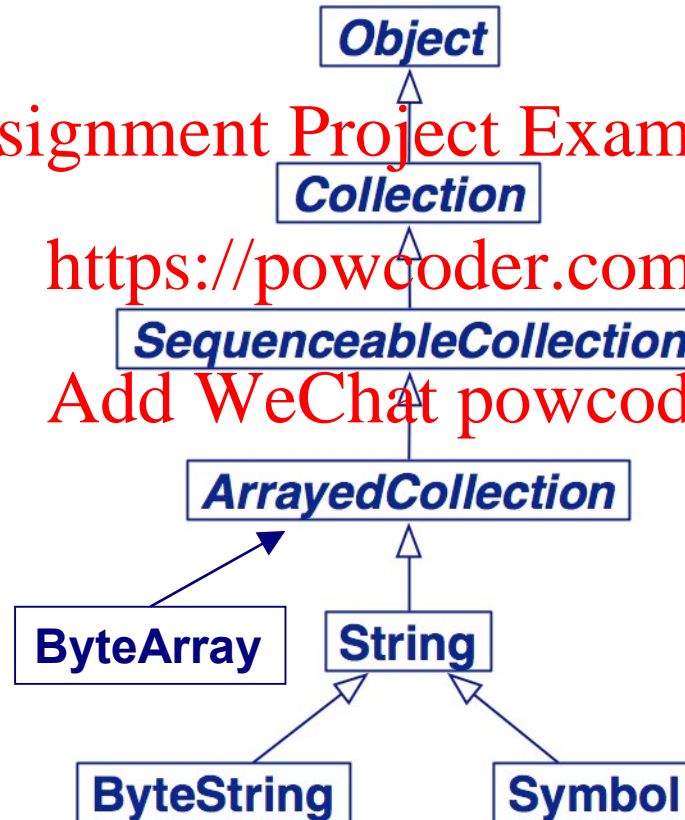 Object
signment Project Exam
Collection
https://powcoder.com
SequenceableCollection
Add WeChat powcod
ArrayedCollection
ByteArray
String
ByteString
Symbol